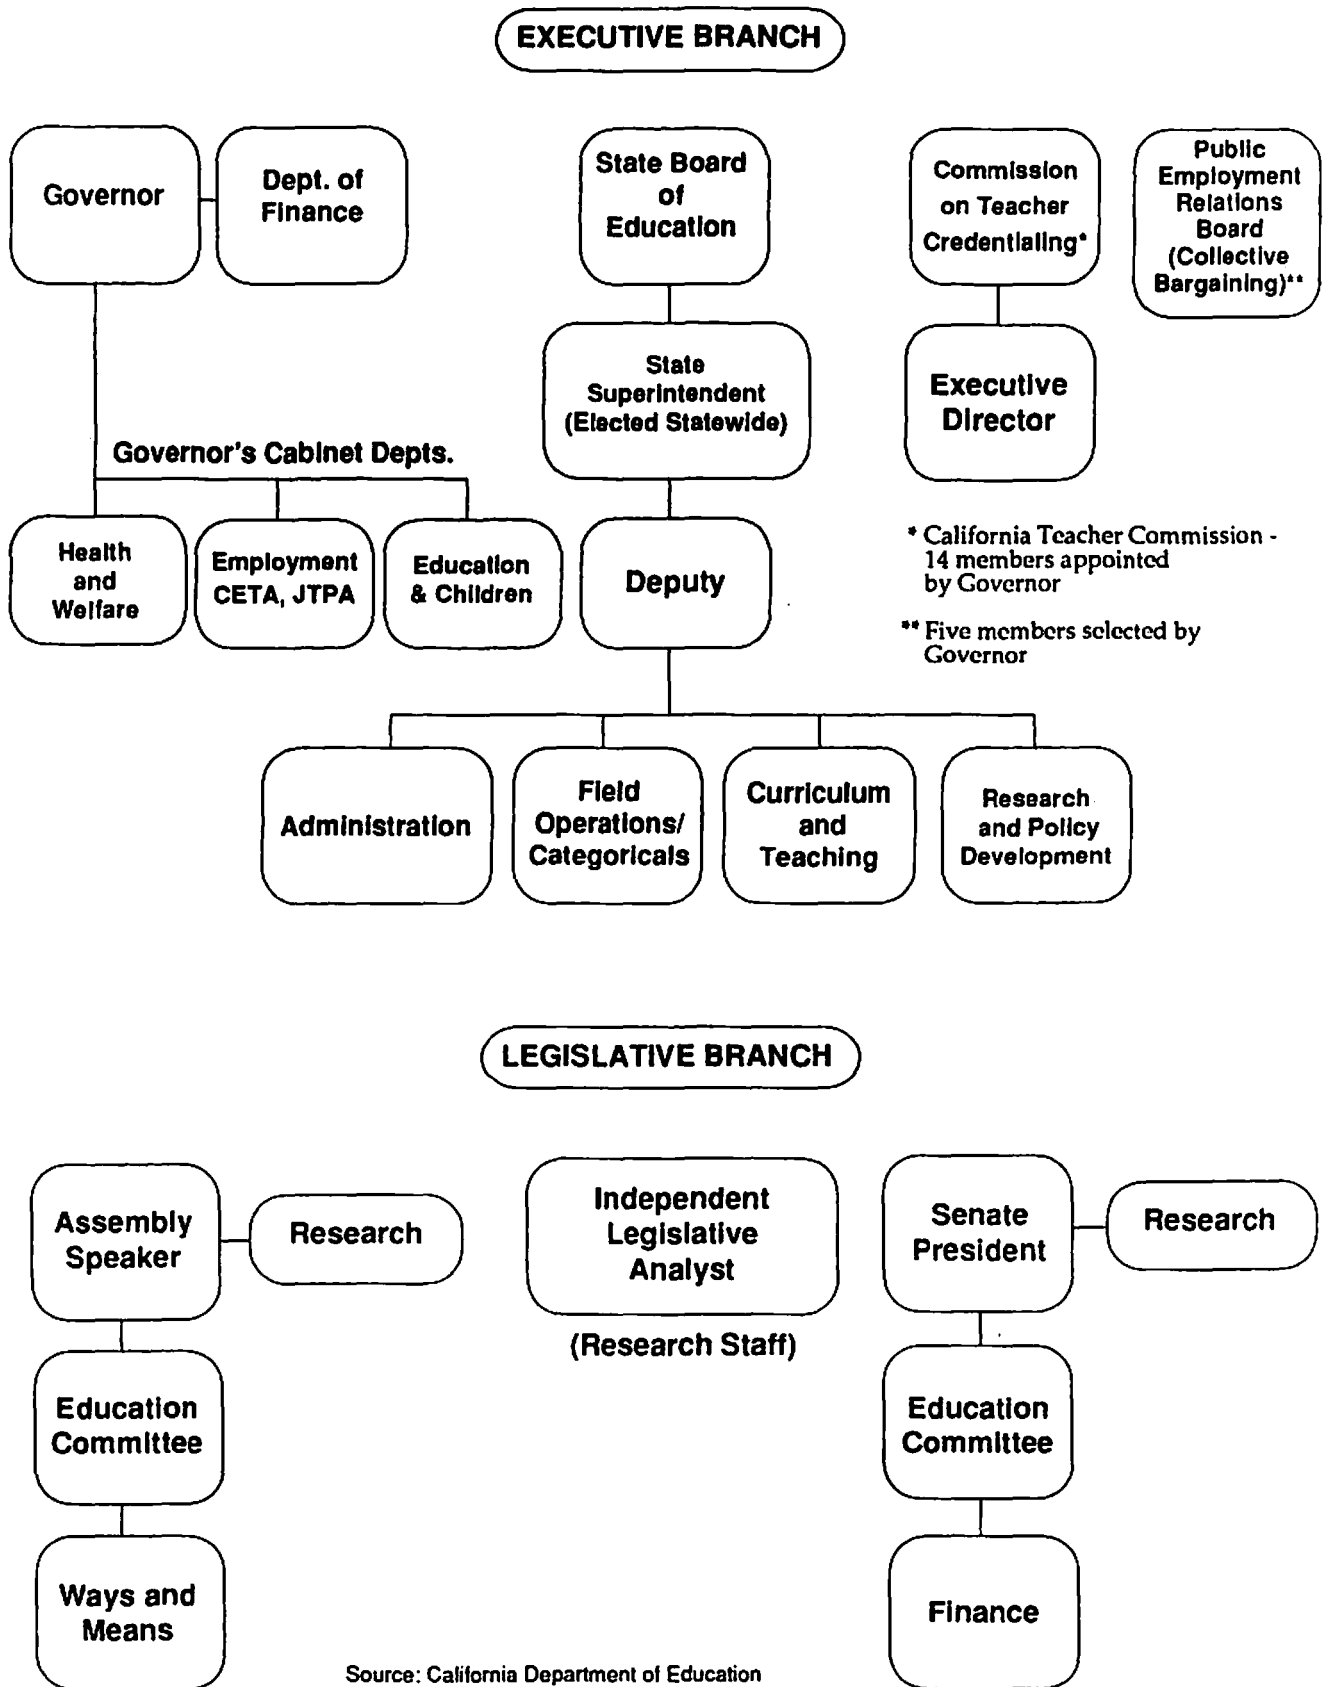 EXECUTIVE BRANCH
Governor
Dept. of
Finance
State Board
of
Education
Commission
on Teacher
Credentialing*
Public
Employment
Relations
Board
(Collective
Bargaining)**
State
Superintendent
(Elected Statewide)
Executive
Director
Governor's Cabinet Depts.
Health
and
Welfare
Employment
CETA, JTPA
Education
& Children
Deputy
* California Teacher Commission -
14 members appointed
by Governor
** Five members selected by
Governor
Administration
Field
Operations/
Categoricals
Curriculum
and
Teaching
Research
and Policy
Development
LEGISLATIVE BRANCH
Assembly
Speaker
Research
Independent
Legislative
Analyst
(Research Staff)
Senate
President
Research
Education
Committee
Education
Committee
Ways and
Means
Finance
Source: California Department of Education